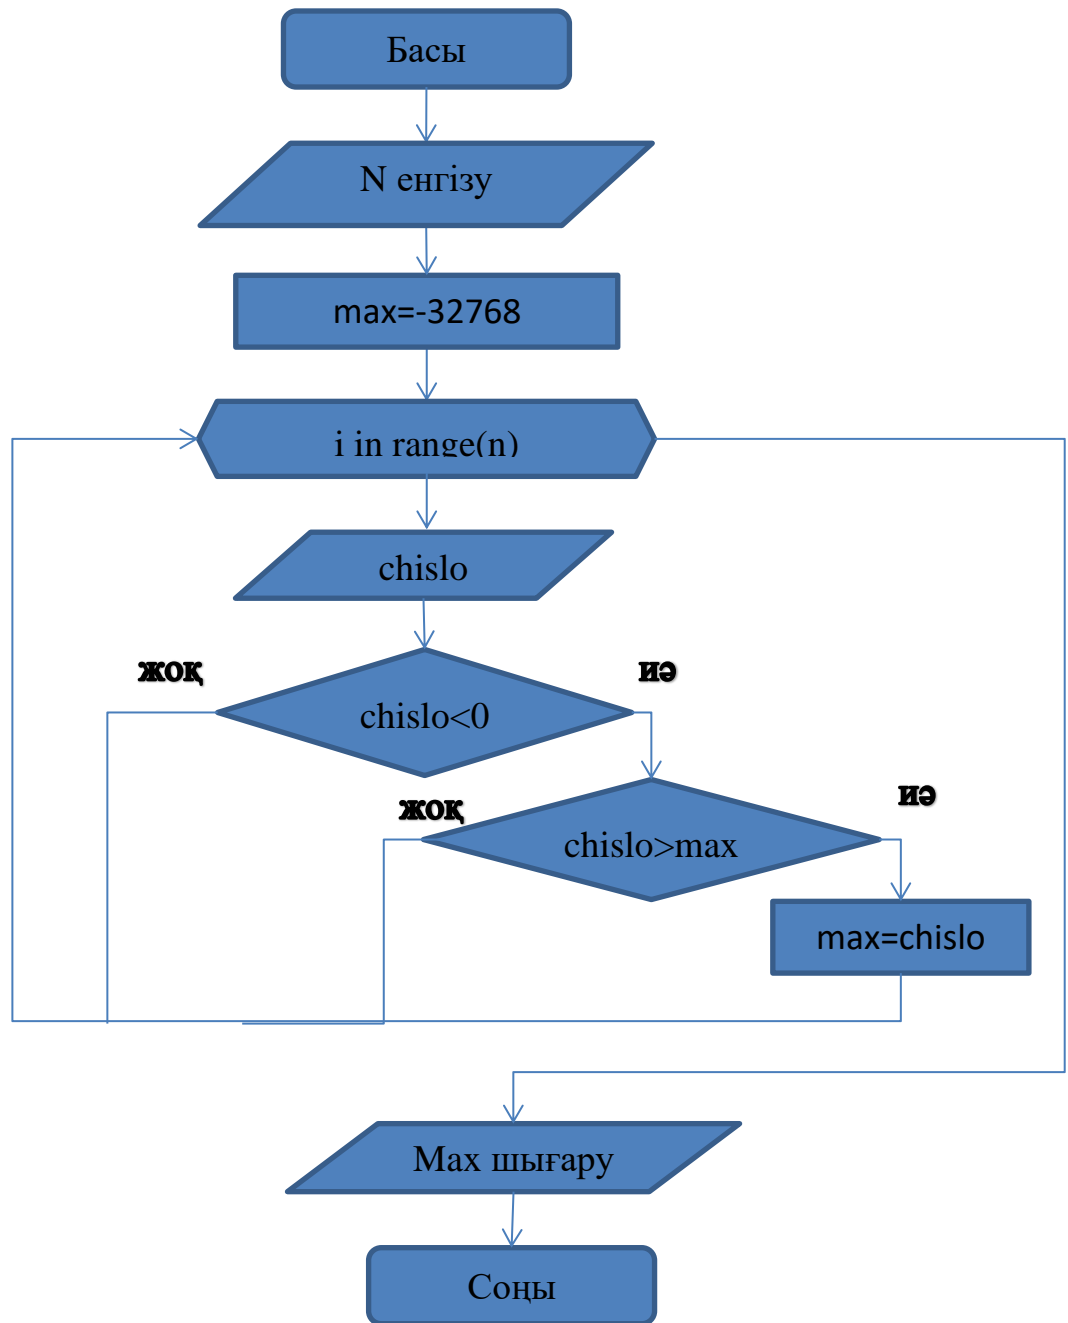 Басы
N енгізу
max=-32768
i in range(n)
chislo
жоқ
иә
chislo<0
жоқ
иә
chislo>max
max=chislo
Max шығару
Соңы